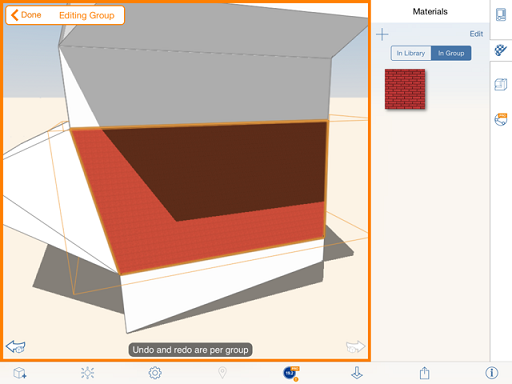 Done
Editing Group
Materials
Edit
In Library
In Group
Undo and redo are per group